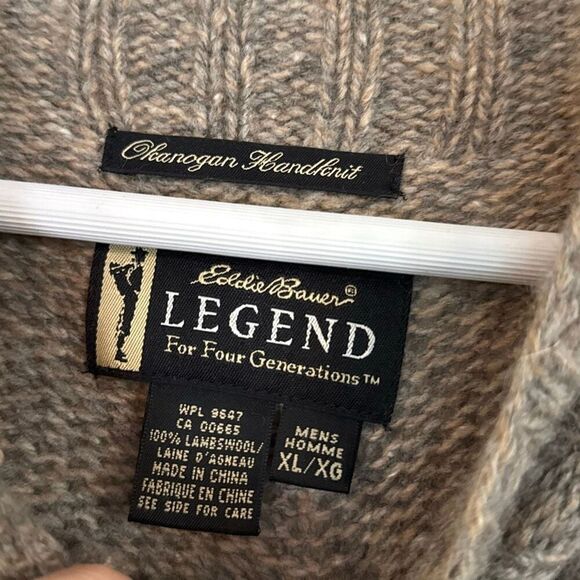 Okanogan Handknit
Eddie Bauer®
LEGEND
For Four Generations™
WPL 9647
CA 00665
100% LAMBSWOOL/
LAINE D'AGNEAU
MADE IN CHINA
FABRIQUE EN CHINE
SEE SIDE FOR CARE
MENS
HOMME
XL/XG